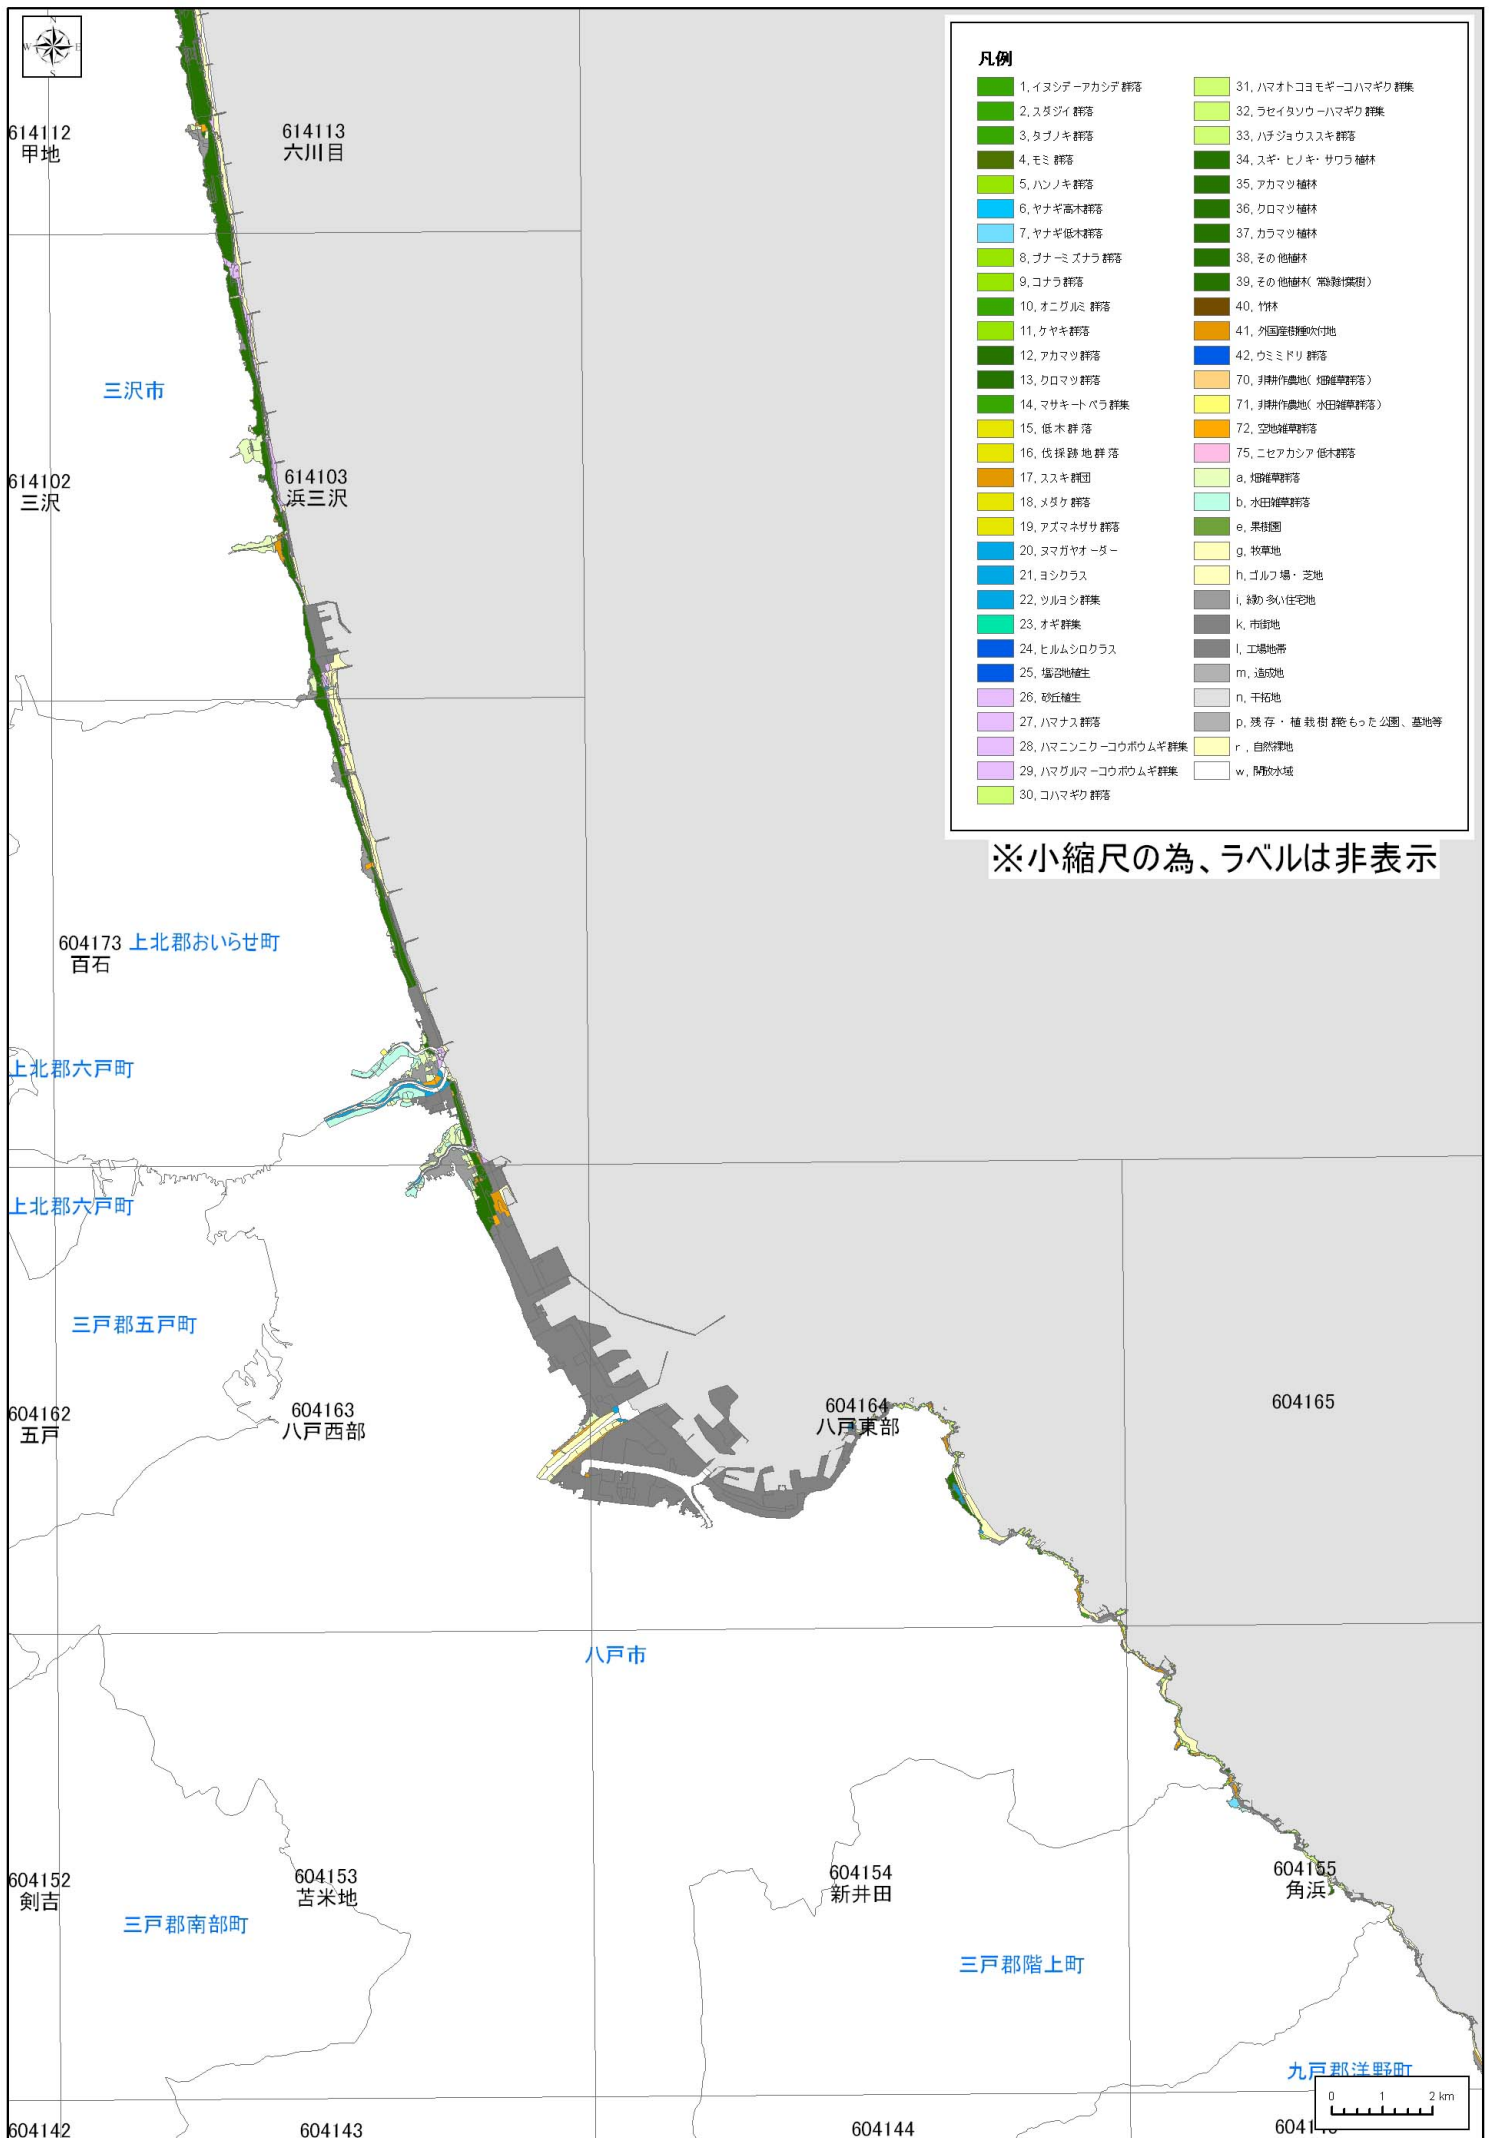 N
W
E
S
凡例
1, イヌシデーアカシデ群落
2, スダジイ群落
3, タブノキ群落
4, モミ群落
5, ハンノキ群落
6, ヤナギ高木群落
7, ヤナギ低木群落
8, ブナーミズナラ群落
9, コナラ群落
10, オニグルミ群落
11, ケヤキ群落
12, アカマツ群落
13, クロマツ群落
14, マサキートベラ群集
15, 低木群落
16, 伐採跡地群落
17, ススキ群団
18, メダケ群落
19, アズマネザサ群落
20, ヌマガヤオーダー
21, ヨシクラス
22, ツルヨシ群集
23, オギ群集
24, ヒルムシロクラス
25, 塩沼地植生
26, 砂丘植生
27, ハマナス群落
28, ハマニンニクーコウボウムギ群集
29, ハマグルマーコウボウムギ群集
30, コハマギク群落
31, ハマオトコヨモギーコハマギク群集
32, ラセイタソウーハマギク群集
33, ハチジョウススキ群落
34, スギ・ヒノキ・サワラ植林
35, アカマツ植林
36, クロマツ植林
37, カラマツ植林
38, その他植林
39, その他植林(常緑針葉樹)
40, 竹林
41, 外国産樹種吹付地
42, ウミミドリ群落
70, 非耕作農地(畑雑草群落)
71, 非耕作農地(水田雑草群落)
72, 空地雑草群落
75, ニセアカシア低木群落
a, 畑雑草群落
b, 水田雑草群落
e, 果樹園
g, 牧草地
h, ゴルフ場・芝地
i, 緑の多い住宅地
k, 市街地
l, 工場地帯
m, 造成地
n, 干拓地
p, 残存・植栽樹群をもった公園、墓地等
r, 自然裸地
w, 開放水域
※小縮尺の為、ラベルは非表示
614112
甲地
614113
六川目
三沢市
614102
三沢
614103
浜三沢
604173
百石
上北郡おいらせ町
上北郡六戸町
上北郡六戸町
三戸郡五戸町
604162
五戸
604163
八戸西部
604164
八戸東部
604165
八戸市
604152
剣吉
604153
苫米地
604154
新井田
604155
角浜
三戸郡南部町
三戸郡階上町
九戸郡洋野町
0 1 2 km
604142
604143
604144